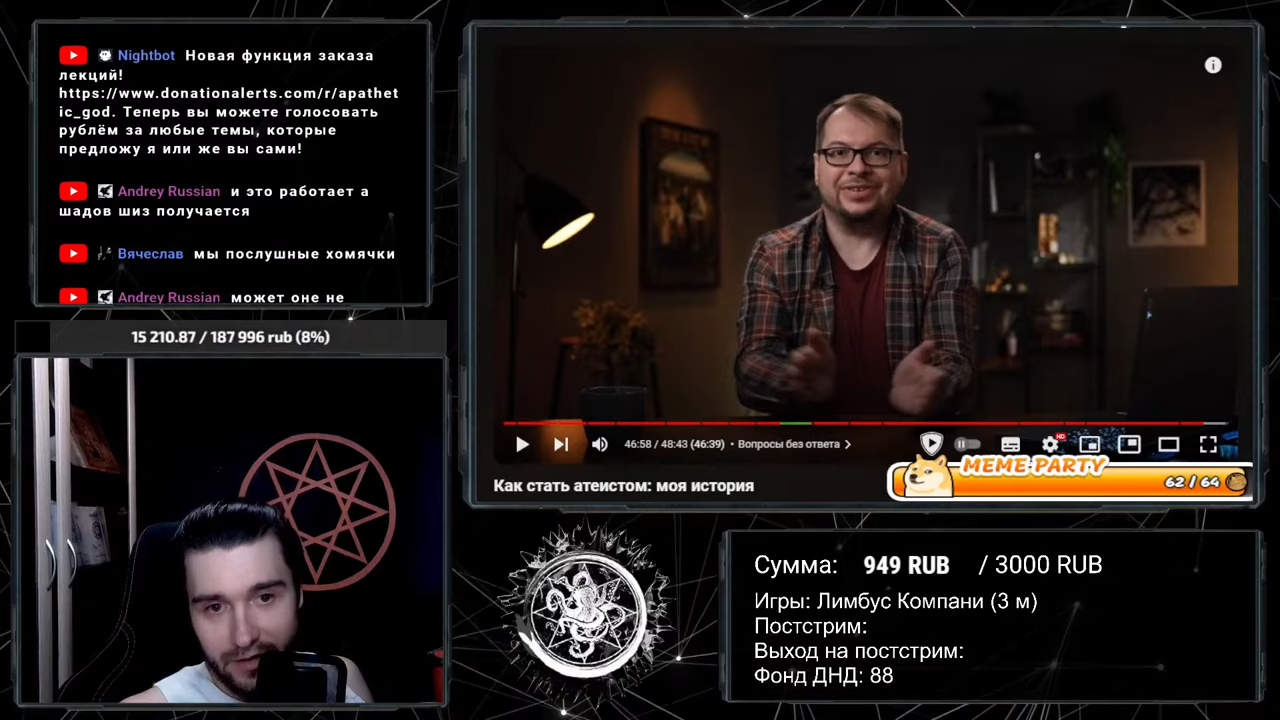 Nightbot Новая функция заказа
лекций!
https://www.donationalerts.com/r/apathet
ic_god. Теперь вы можете голосовать
рублём за любые темы, которые
предложу я или же вы сами!
Andrey Russian и это работает а
шадов шиз получается
Вячеслав мы послушные хомячки
Andrey Russian может оне не
15 210.87 / 187 996 rub (8%)
46:58 / 48:43 (46:39) • Вопросы без ответа
HD
Как стать атеистом: моя история
MEME PARTY
62 / 64
Сумма: 949 RUB / 3000 RUB
Игры: Лимбус Компани (3 м)
Постстрим:
Выход на постстрим:
Фонд ДНД: 88